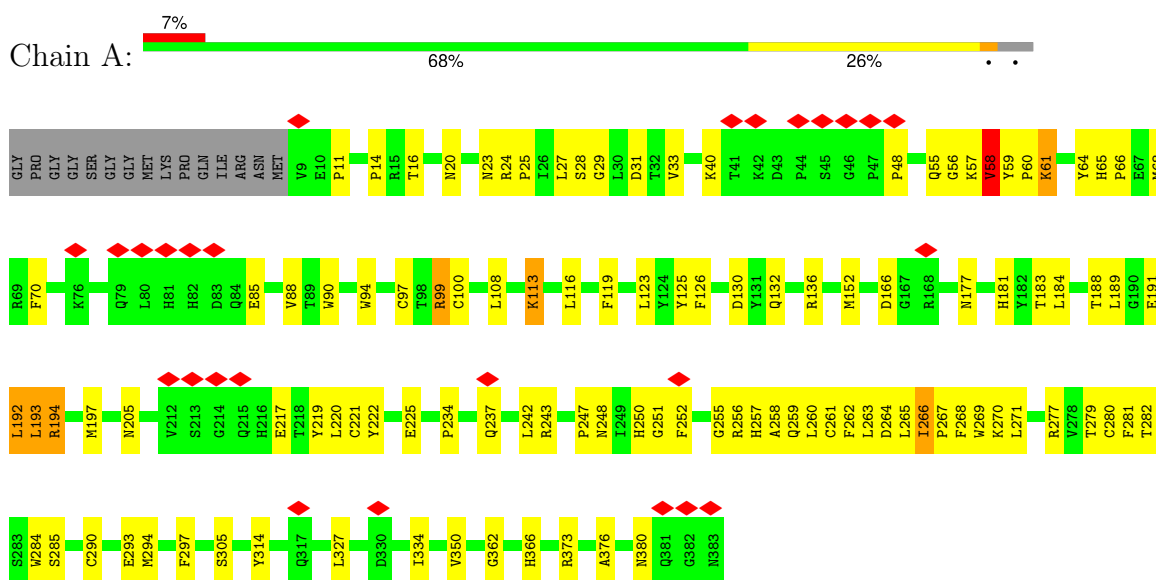 7%
Chain A:
68% 26% • •
GLY PRO GLY GLY SER GLY GLY MET LYS PRO GLN ILE ARG ASN MET V9 E10 P11 P14 R15 T16 N20 N23 R24 P25 I26 L27 S28 G29 L30 D31 T32 V33 K40 T41 K42 D43 P44 S45 G46 P47 P48 Q55 G56 K57 V58 Y59 P60 K61 Y64 H65 P66 E67
R69 F70 K76 Q79 L80 H81 H82 D83 Q84 E85 V88 T89 W90 W94 C97 T98 R99 C100 L108 K113 L116 F119 L123 Y124 Y125 F126 D130 Y131 Q132 R136 M152 D166 G167 R168 N177 H181 Y182 T183 L184 T188 L189 G190 E191
L192 L193 R194 M197 N205 V212 S213 G214 Q215 H216 E217 T218 Y219 L220 C221 Y222 E225 P234 Q237 L242 R243 P247 N248 I249 H250 G251 F252 G255 R256 H257 A258 Q259 L260 C261 F262 L263 D264 L265 I266 P267 F268 W269 K270 L271 R277 V278 T279 C280 F281 T282
S283 W284 S285 C290 E293 M294 F297 S305 Y314 Q317 L327 D330 I334 V350 G362 H366 R373 A376 N380 Q381 G382 N383